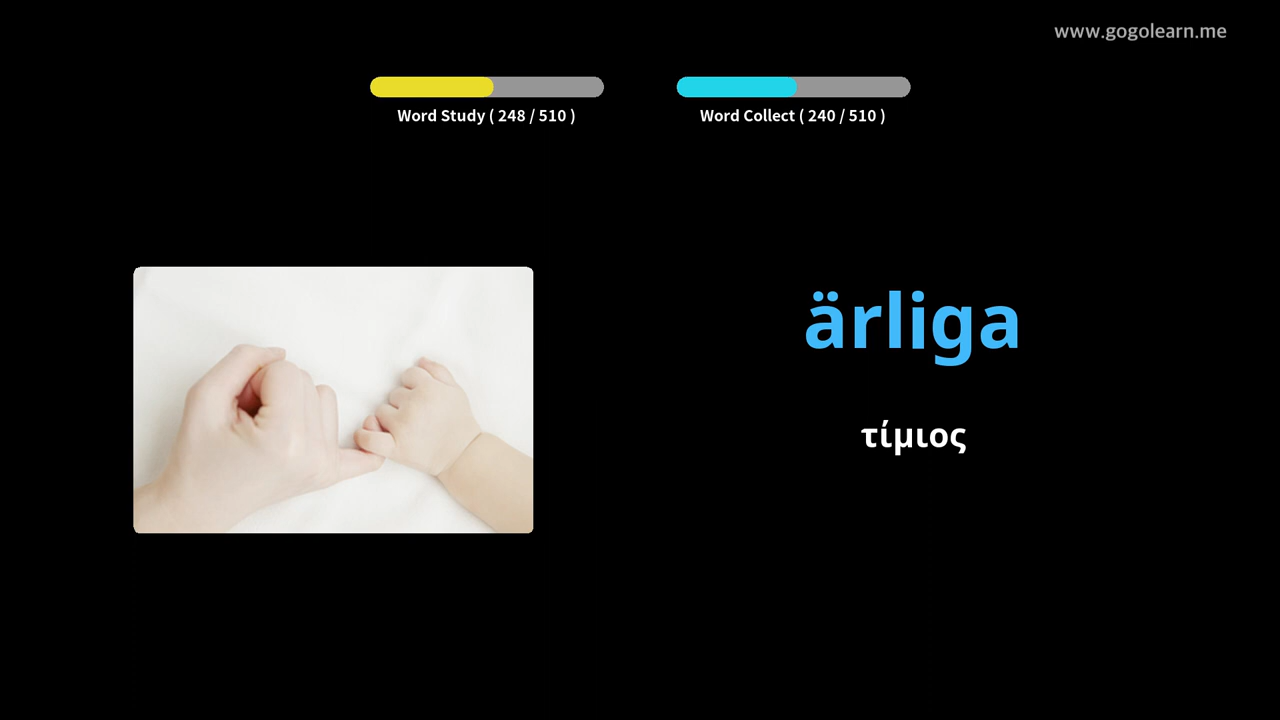 www.gogolearn.me
Word Study ( 248 / 510 )
Word Collect ( 240 / 510 )
ärliga
τίμιος